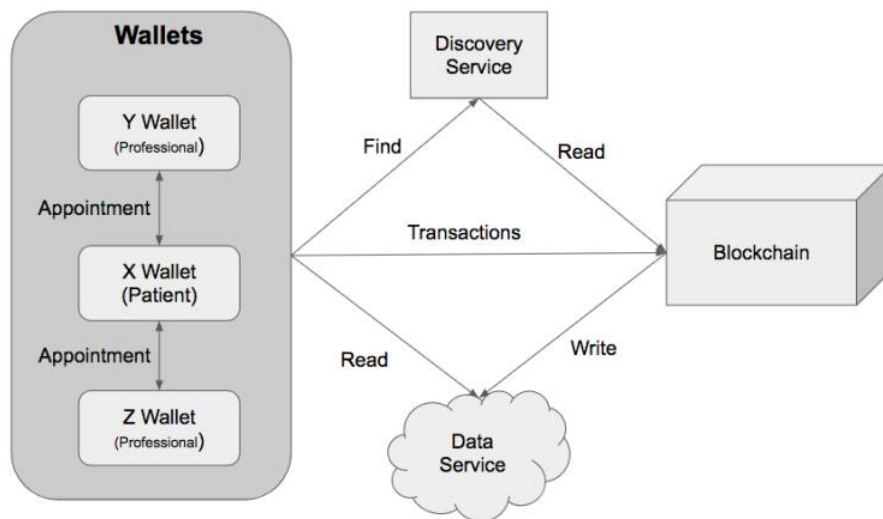 Wallets
Y Wallet
(Professional)
Appointment
X Wallet
(Patient)
Appointment
Z Wallet
(Professional)
Discovery
Service
Find
Read
Transactions
Blockchain
Read
Write
Data
Service